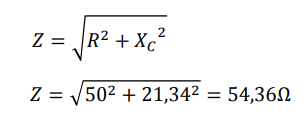 Z = √(R² + X_C²)
Z = √(50² + 21,34²) = 54,36Ω